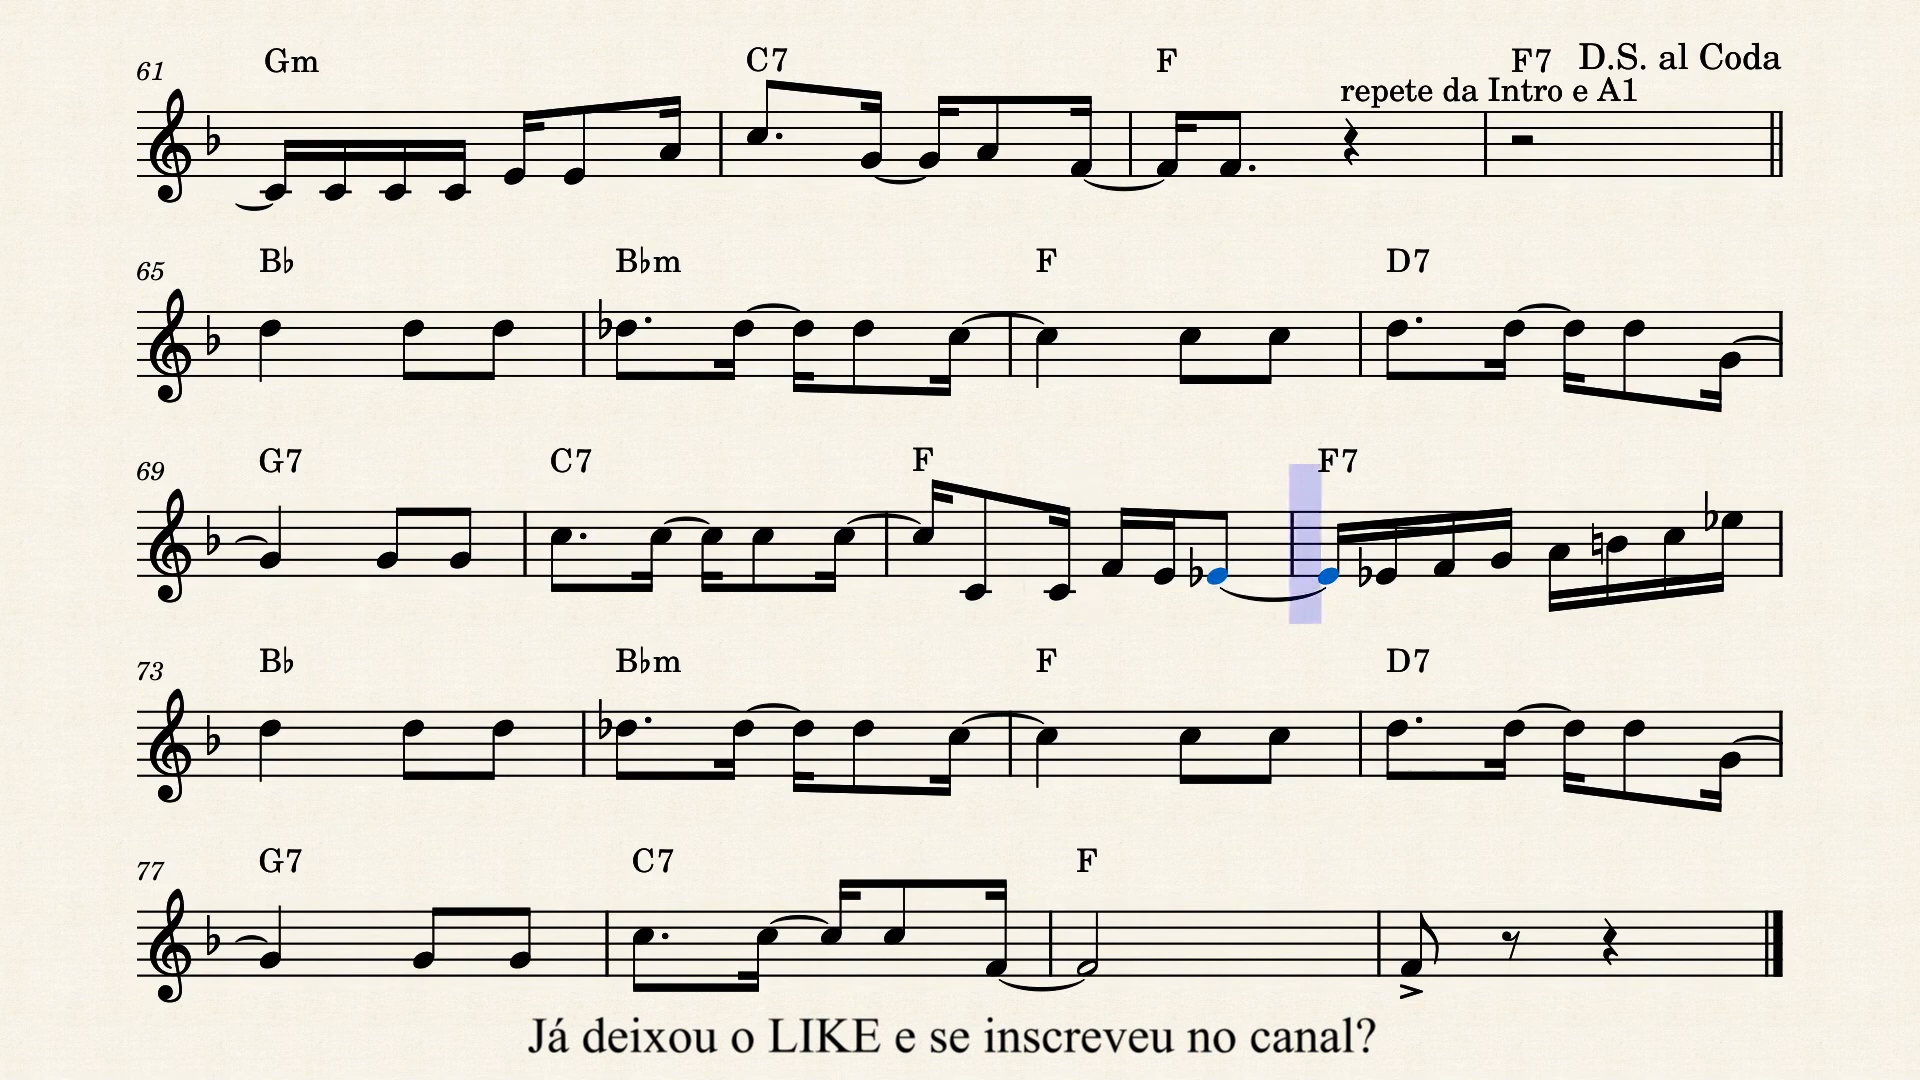 61 Gm C7 F F7 D.S. al Coda
repete da Intro e A1
65 B♭ B♭m F D7
69 G7 C7 F F7
73 B♭ B♭m F D7
77 G7 C7 F
Já deixou o LIKE e se inscreveu no canal?